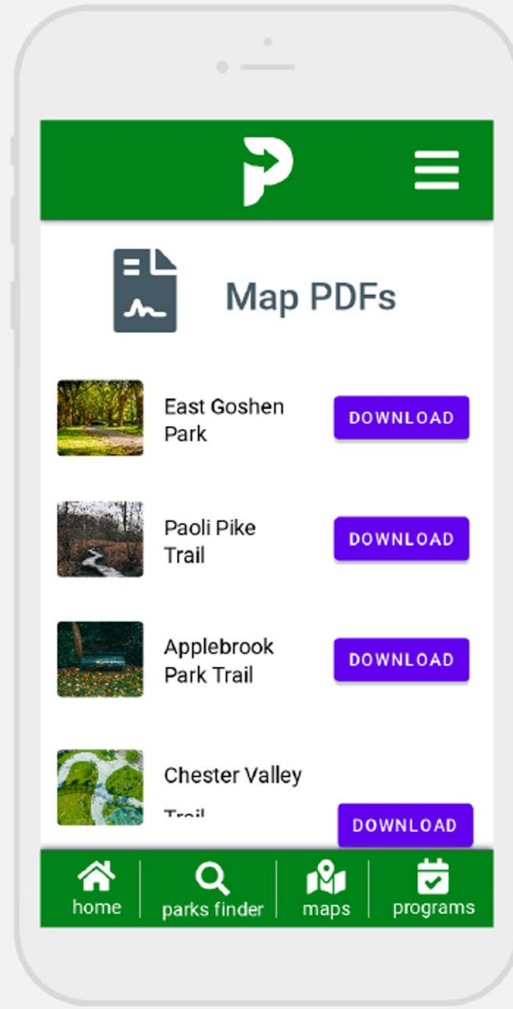 P
Map PDFs
East Goshen
Park
DOWNLOAD
Paoli Pike
Trail
DOWNLOAD
Applebrook
Park Trail
DOWNLOAD
Chester Valley
Trail
DOWNLOAD
home
parks finder
maps
programs